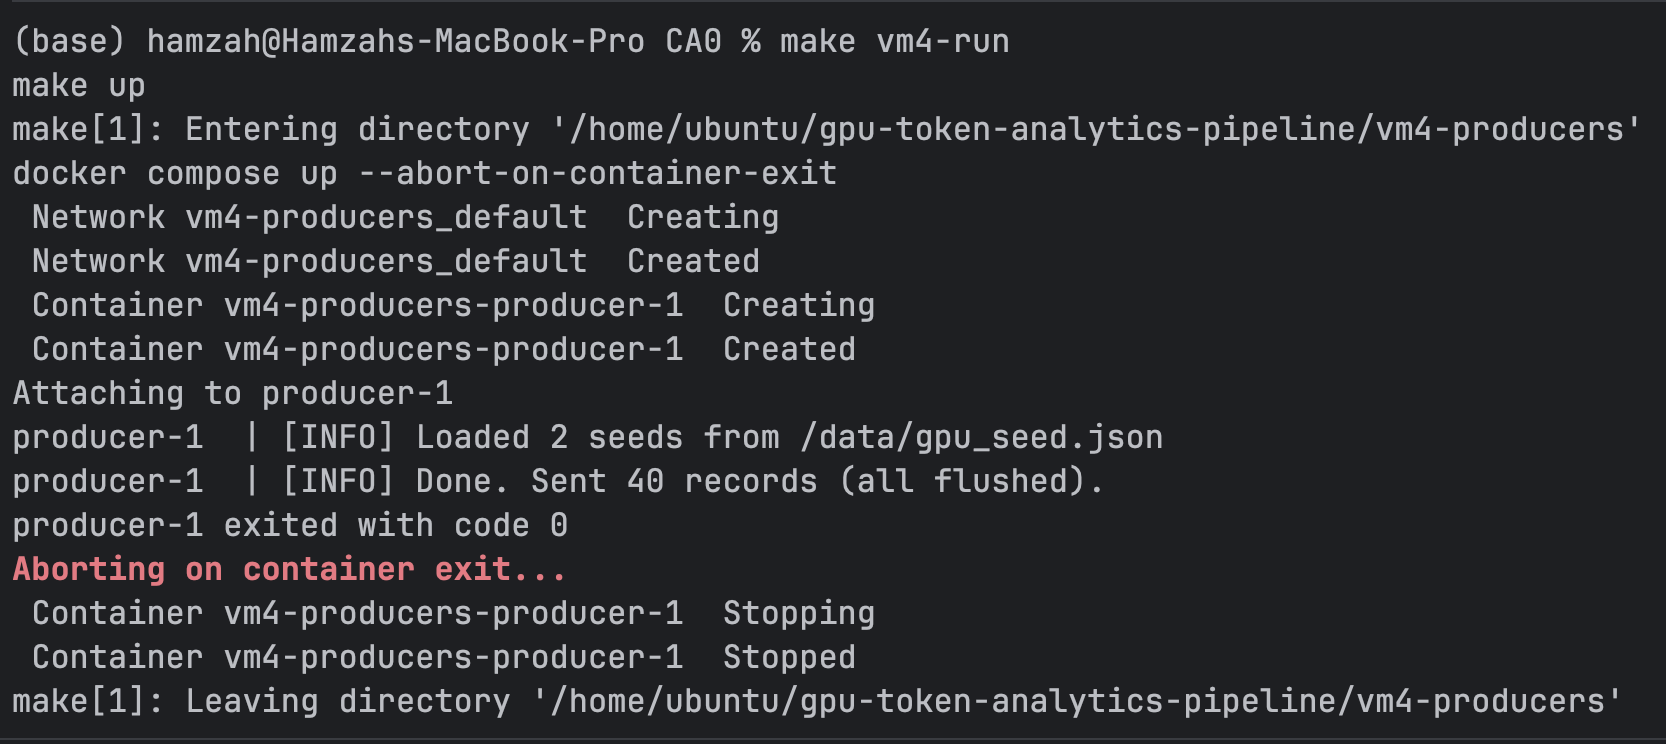 (base) hamzah@Hamzahs-MacBook-Pro CA0 % make vm4-run
make up
make[1]: Entering directory '/home/ubuntu/gpu-token-analytics-pipeline/vm4-producers'
docker compose up --abort-on-container-exit
 Network vm4-producers_default  Creating
 Network vm4-producers_default  Created
 Container vm4-producers-producer-1  Creating
 Container vm4-producers-producer-1  Created
Attaching to producer-1
producer-1  | [INFO] Loaded 2 seeds from /data/gpu_seed.json
producer-1  | [INFO] Done. Sent 40 records (all flushed).
producer-1 exited with code 0
Aborting on container exit...
 Container vm4-producers-producer-1  Stopping
 Container vm4-producers-producer-1  Stopped
make[1]: Leaving directory '/home/ubuntu/gpu-token-analytics-pipeline/vm4-producers'